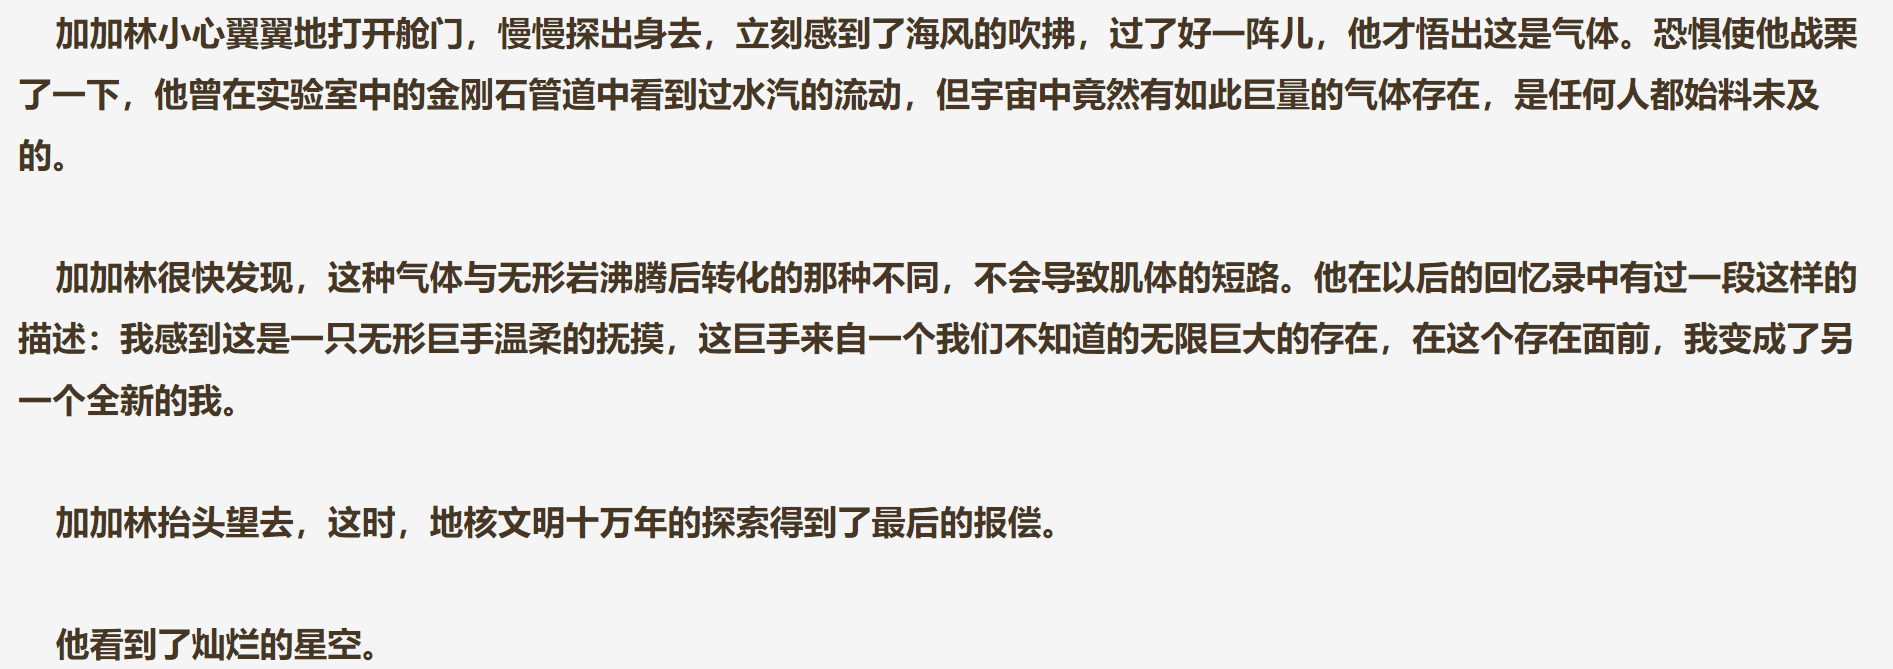 加加林小心翼翼地打开舱门，慢慢探出身去，立刻感到了海风的吹拂，过了好一阵儿，他才悟出这是气体。恐惧使他战栗
了一下，他曾在实验室中的金刚石管道中看到过水汽的流动，但宇宙中竟然有如此巨量的气体存在，是任何人都始料未及
的。
加加林很快发现，这种气体与无形岩沸腾后转化的那种不同，不会导致肌体的短路。他在以后的回忆录中有过一段这样的
描述：我感到这是一只无形巨手温柔的抚摸，这巨手来自一个我们不知道的无限巨大的存在，在这个存在面前，我变成了另
一个全新的我。
加加林抬头望去，这时，地核文明十万年的探索得到了最后的报偿。
他看到了灿烂的星空。